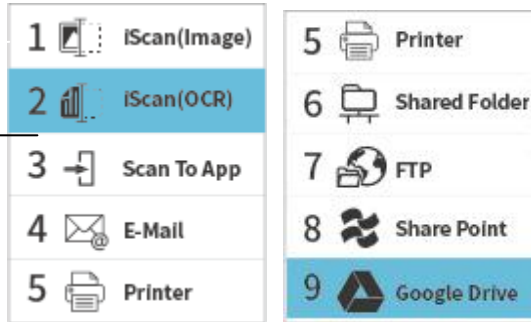 1 iScan(Image)
2 iScan(OCR)
3 Scan To App
4 E-Mail
5 Printer
5 Printer
6 Shared Folder
7 FTP
8 Share Point
9 Google Drive